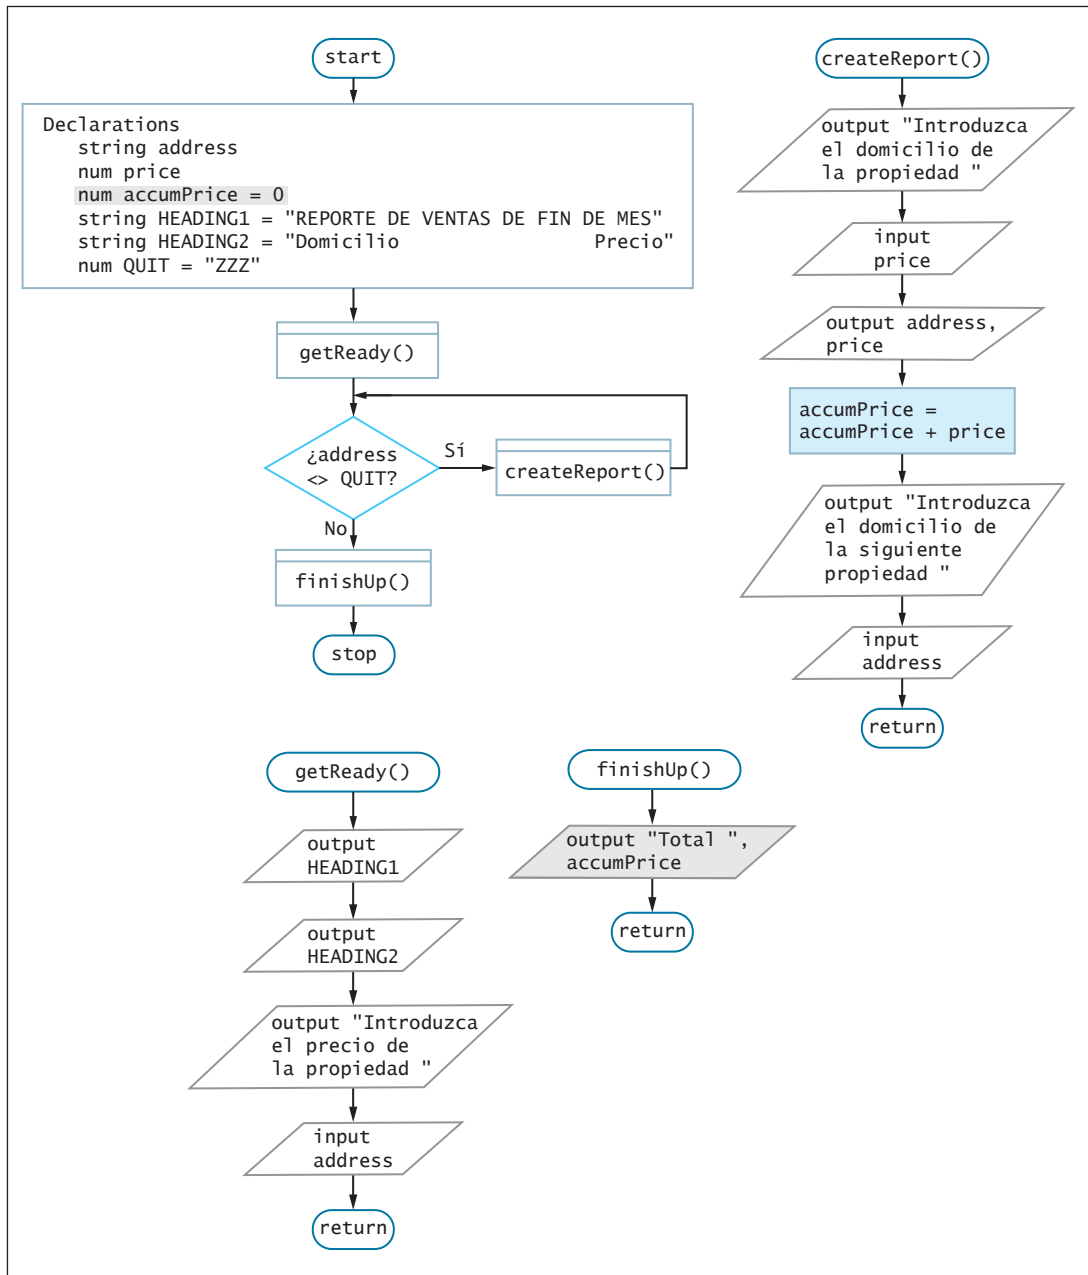 start
Declarations
string address
num price
num accumPrice = 0
string HEADING1 = "REPORTE DE VENTAS DE FIN DE MES"
string HEADING2 = "Domicilio                Precio"
num QUIT = "ZZZ"
getReady()
¿address
<> QUIT?
Sí
createReport()
No
finishUp()
stop
createReport()
output "Introduzca
el domicilio de
la propiedad "
input
price
output address,
price
accumPrice =
accumPrice + price
output "Introduzca
el domicilio de
la siguiente
propiedad "
input
address
return
getReady()
output
HEADING1
output
HEADING2
output "Introduzca
el precio de
la propiedad "
input
address
return
finishUp()
output "Total ",
accumPrice
return